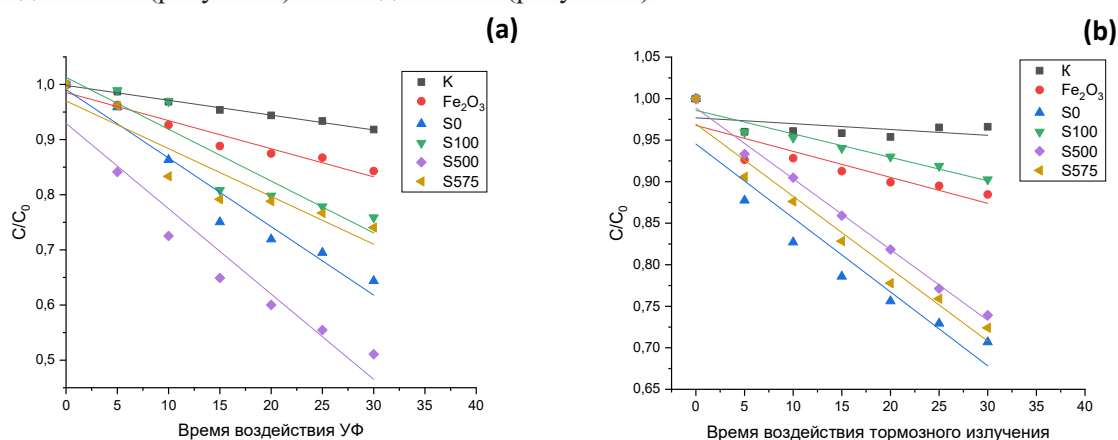 (a)
1,0
0,9
0,8
0,7
0,6
0,5
C/C₀
0 5 10 15 20 25 30 35 40
Время воздействия УФ
K
Fe₂O₃
S0
S100
S500
S575
(b)
1,05
1,00
0,95
0,90
0,85
0,80
0,75
0,70
0,65
C/C₀
0 5 10 15 20 25 30 35 40
Время воздействия тормозного излучения
K
Fe₂O₃
S0
S100
S500
S575